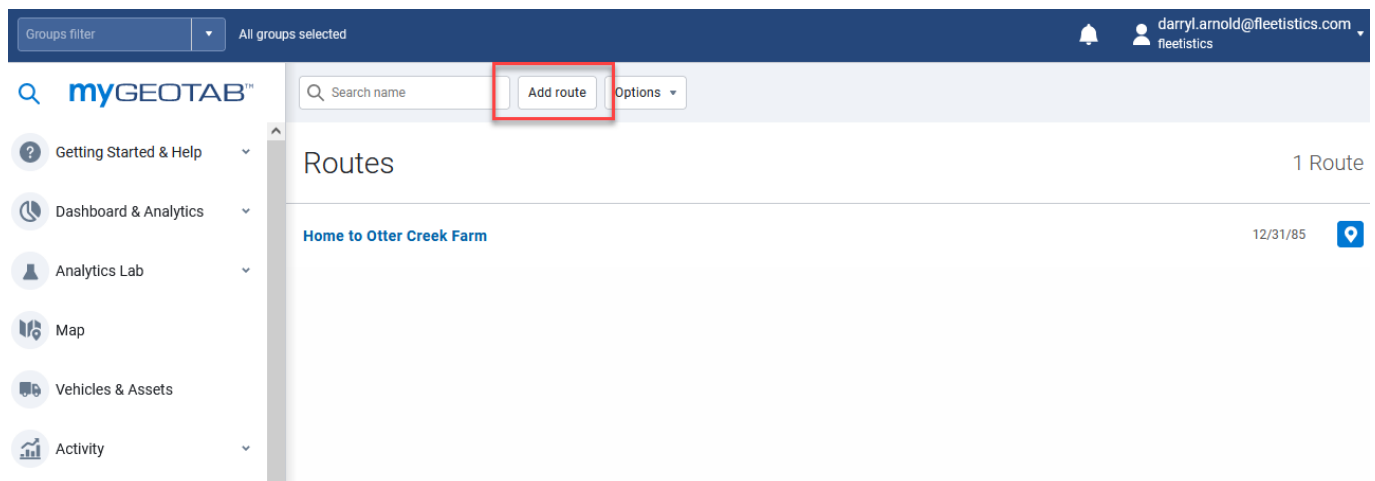 Groups filter
All groups selected
darryl.arnold@fleetistics.com
fleetistics
myGEOTAB™
Search name
Add route
Options
Getting Started & Help
Routes
1 Route
Dashboard & Analytics
Home to Otter Creek Farm
12/31/85
Analytics Lab
Map
Vehicles & Assets
Activity